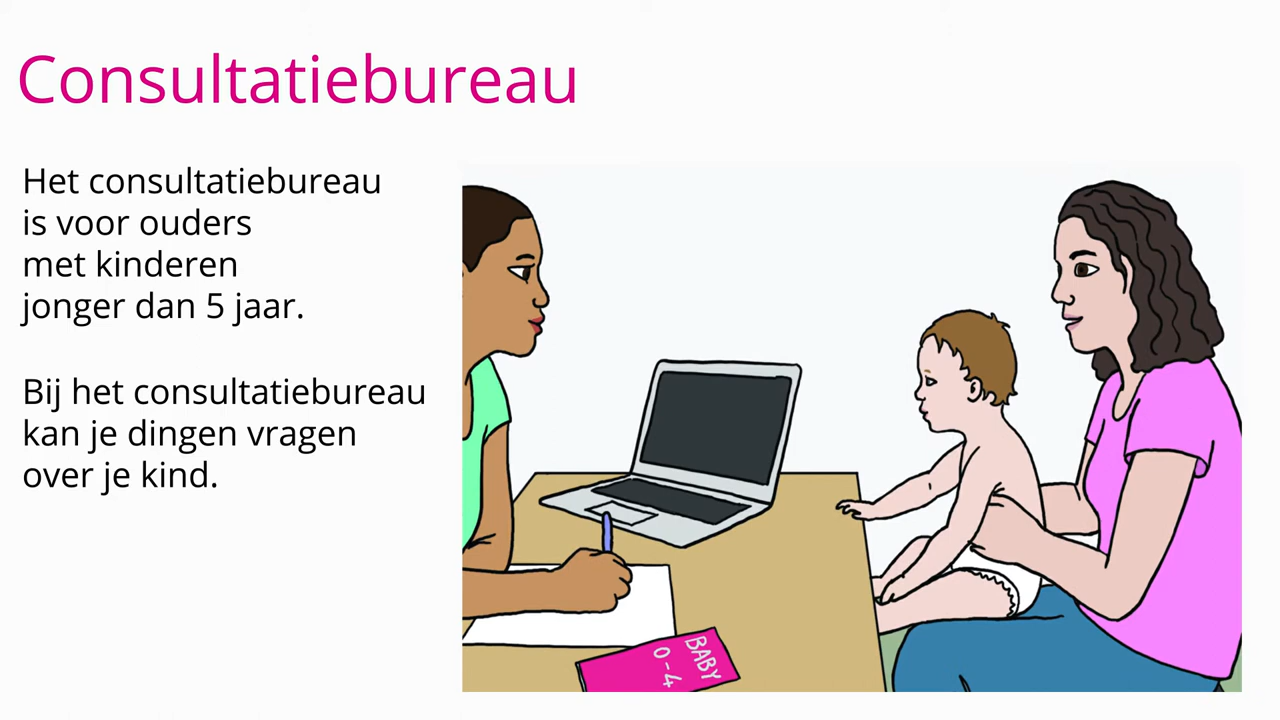 Consultatiebureau
Het consultatiebureau
is voor ouders
met kinderen
jonger dan 5 jaar.
Bij het consultatiebureau
kan je dingen vragen
over je kind.
BABY
0-4